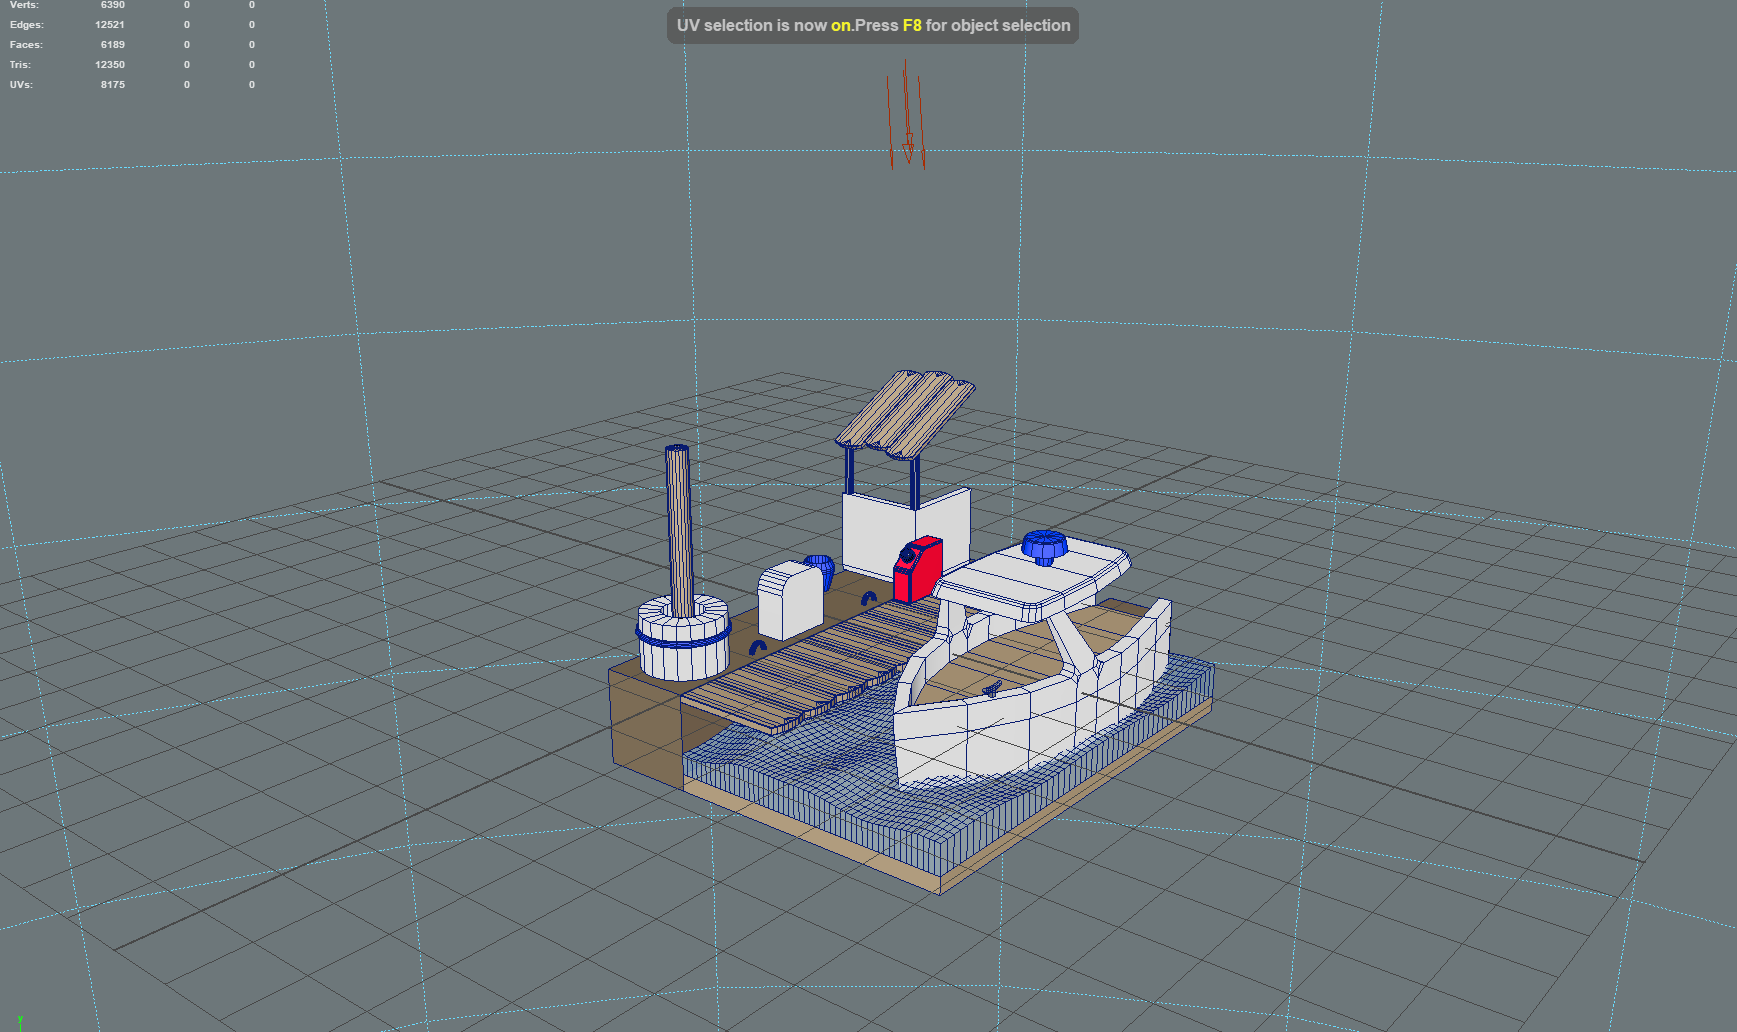 Verts: 6390 0 0
Edges: 12521 0 0
Faces: 6189 0 0
Tris: 12350 0 0
UVs: 8175 0 0
UV selection is now on.Press F8 for object selection
y